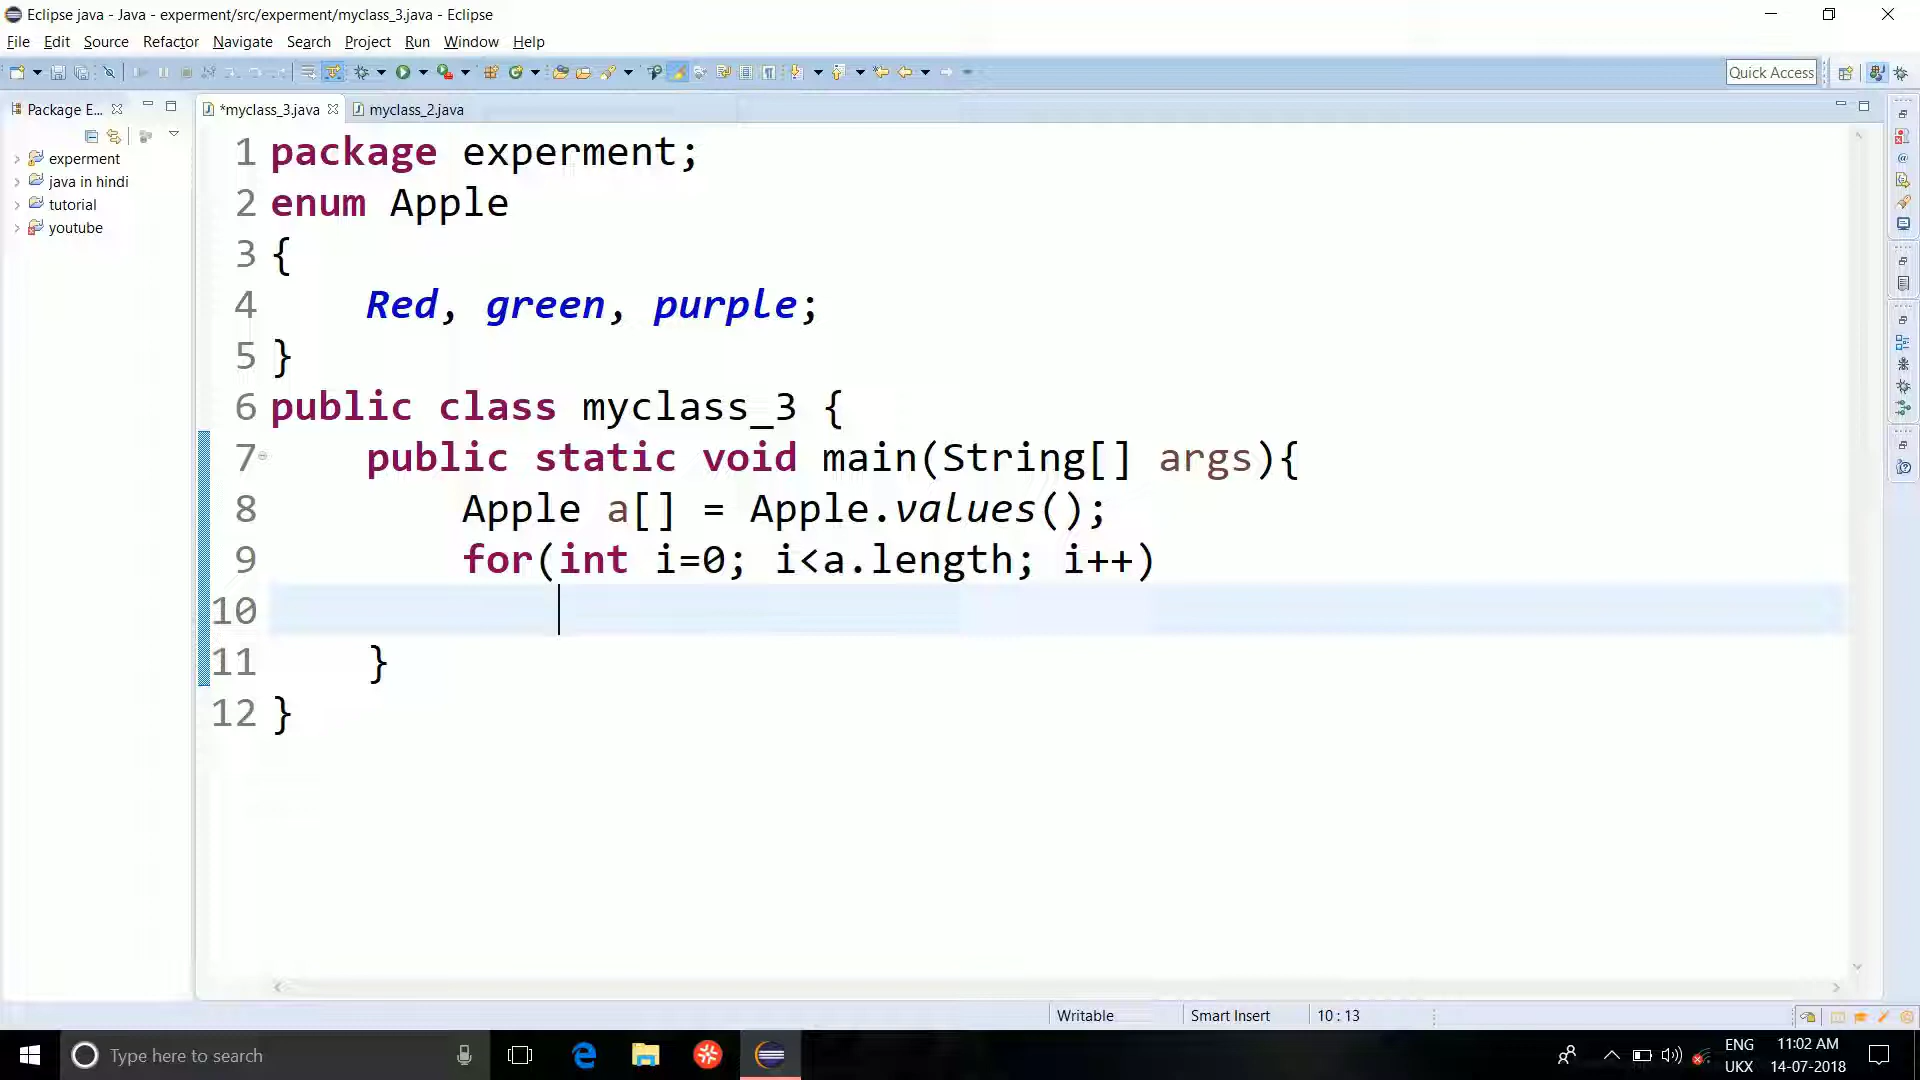 Eclipse java - Java - experment/src/experment/myclass_3.java - Eclipse
File Edit Source Refactor Navigate Search Project Run Window Help
Quick Access
Package E...
*myclass_3.java
myclass_2.java
experment
java in hindi
tutorial
youtube
1 package experment;
2 enum Apple
3 {
4 Red, green, purple;
5 }
6 public class myclass_3 {
7 public static void main(String[] args){
8 Apple a[] = Apple.values();
9 for(int i=0; i<a.length; i++)
10
11 }
12 }
Writable Smart Insert 10 : 13
Type here to search
ENG
UKX
11:02 AM
14-07-2018